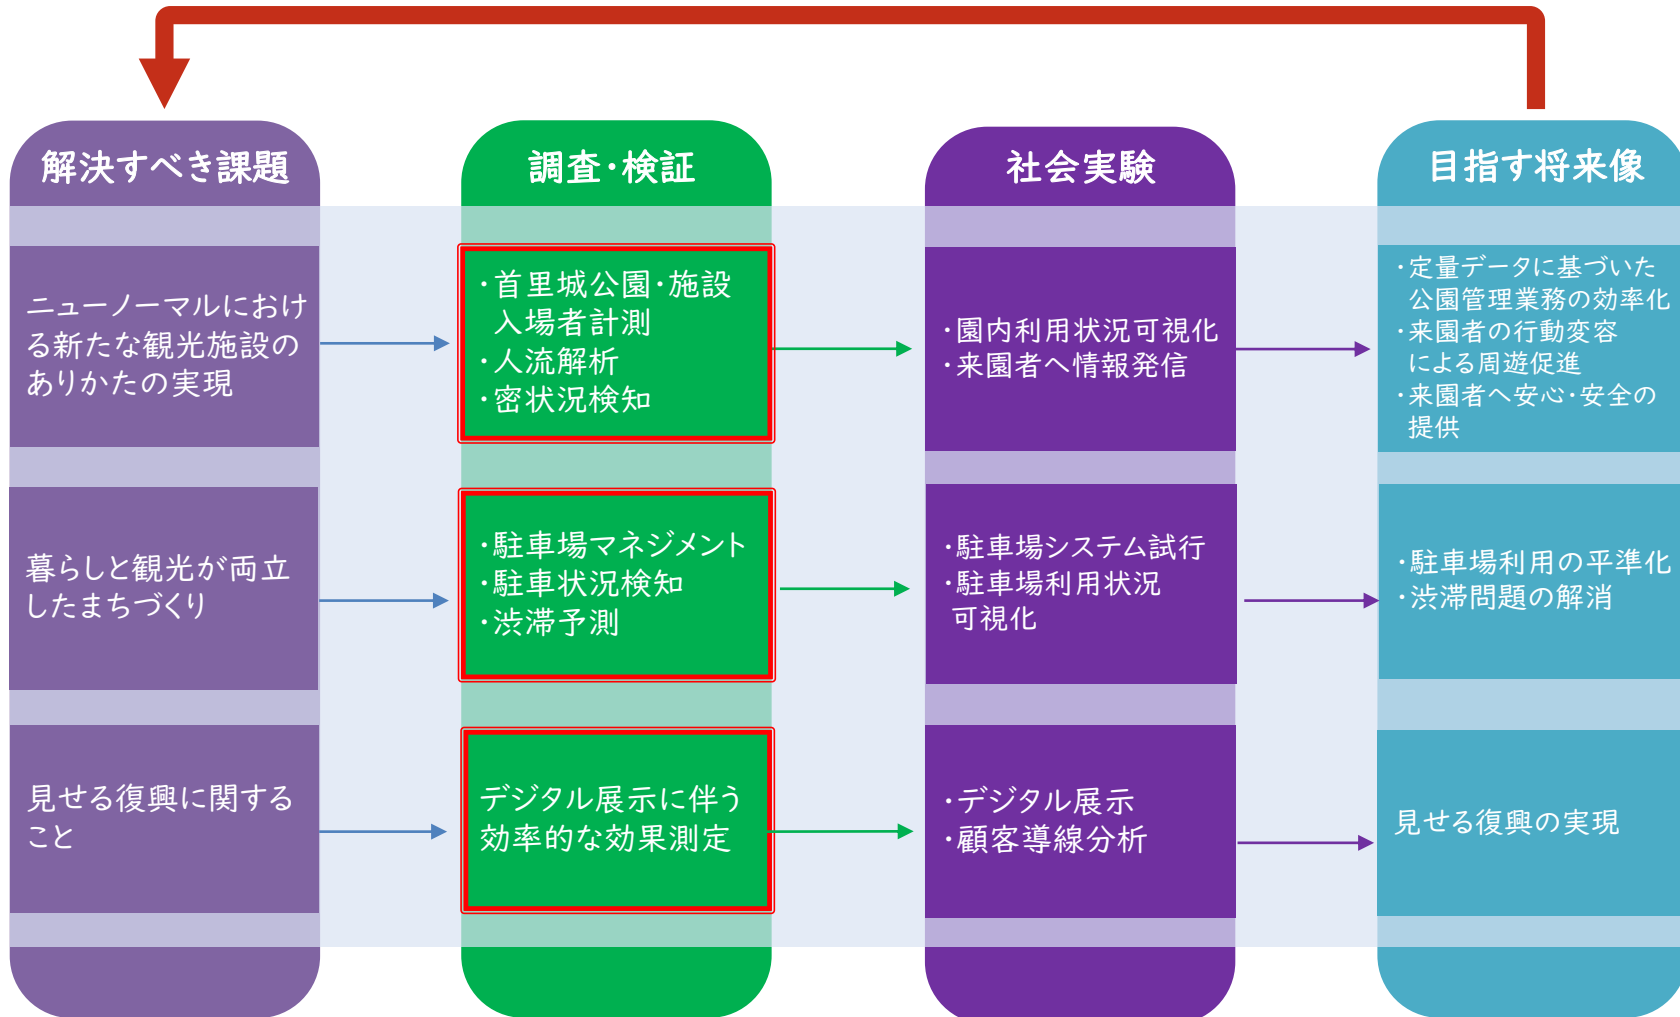 解決すべき課題
調査・検証
社会実験
目指す将来像
ニューノーマルにおけ
る新たな観光施設の
ありかたの実現
・首里城公園・施設
入場者計測
・人流解析
・密状況検知
・園内利用状況可視化
・来園者へ情報発信
・定量データに基づいた
公園管理業務の効率化
・来園者の行動変容
による周遊促進
・来園者へ安心・安全の
提供
暮らしと観光が両立
したまちづくり
・駐車場マネジメント
・駐車状況検知
・渋滞予測
・駐車場システム試行
・駐車場利用状況
可視化
・駐車場利用の平準化
・渋滞問題の解消
見せる復興に関する
こと
デジタル展示に伴う
効率的な効果測定
・デジタル展示
・顧客導線分析
見せる復興の実現